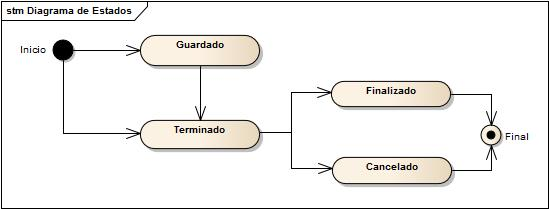 stm Diagrama de Estados
Inicio
Guardado
Terminado
Finalizado
Cancelado
Final